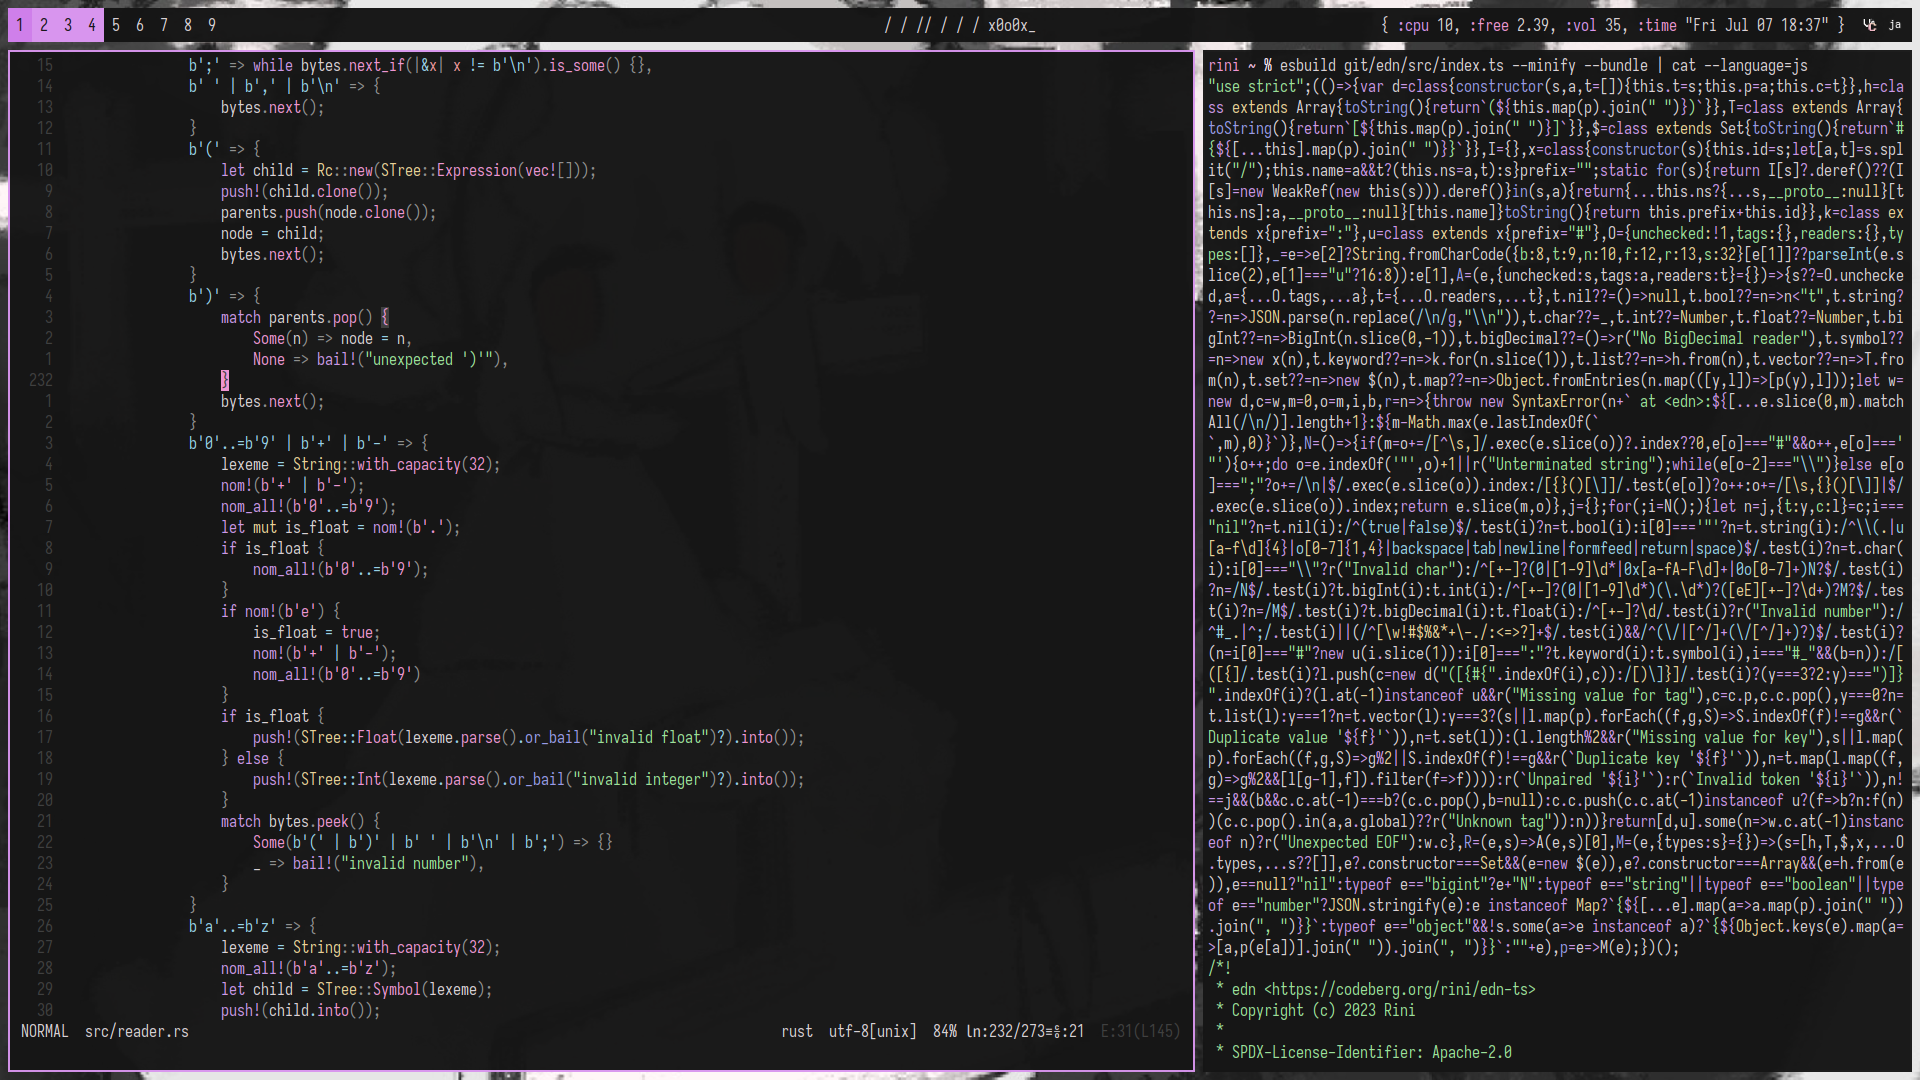 1 2 3 4 5 6 7 8 9
/ / // / / / x0o0x_
{ :cpu 10, :free 2.39, :vol 35, :time "Fri Jul 07 18:37" } ja
15 b';' => while bytes.next_if(|&x| x != b'\n').is_some() {},
14 b' ' | b',' | b'\n' => {
13 bytes.next();
12 }
11 b'(' => {
10 let child = Rc::new(STree::Expression(vec![]));
9 push!(child.clone());
8 parents.push(node.clone());
7 node = child;
6 bytes.next();
5 }
4 b')' => {
3 match parents.pop() {
2 Some(n) => node = n,
1 None => bail!("unexpected ')'"),
232 }
1 bytes.next();
2 }
3 b'0'..=b'9' | b'+' | b'-' => {
4 lexeme = String::with_capacity(32);
5 nom!(b'+' | b'-');
6 nom_all!(b'0'..=b'9');
7 let mut is_float = nom!(b'.');
8 if is_float {
9 nom_all!(b'0'..=b'9');
10 }
11 if nom!(b'e') {
12 is_float = true;
13 nom!(b'+' | b'-');
14 nom_all!(b'0'..=b'9')
15 }
16 if is_float {
17 push!(STree::Float(lexeme.parse().or_bail("invalid float")?).into());
18 } else {
19 push!(STree::Int(lexeme.parse().or_bail("invalid integer")?).into());
20 }
21 match bytes.peek() {
22 Some(b'(' | b')' | b' ' | b'\n' | b';') => {}
23 _ => bail!("invalid number"),
24 }
25 }
26 b'a'..=b'z' => {
27 lexeme = String::with_capacity(32);
28 nom_all!(b'a'..=b'z');
29 let child = STree::Symbol(lexeme);
30 push!(child.into());
NORMAL src/reader.rs rust utf-8[unix] 84% ln:232/273≡%:21 E:31(L145)
rini ~ % esbuild git/edn/src/index.ts --minify --bundle | cat --language=js
"use strict";(()=>{var d=class{constructor(s,a,t=[]){this.t=s;this.p=a;this.c=t}},h=cla
ss extends Array{toString(){return`(${this.map(p).join(" ")})`}},T=class extends Array{
toString(){return`[${this.map(p).join(" ")}]`}},$=class extends Set{toString(){return`#
{${[...this].map(p).join(" ")}}`}},I={},x=class{constructor(s){this.id=s;let[a,t]=s.spl
it("/");this.name=a&&t?(this.ns=a,t):s}prefix="";static for(s){return I[s]?.deref()??(I
[s]=new WeakRef(new this(s))).deref()}in(s,a){return{...this.ns?{...s,__proto__:null}[t
his.ns]:a,__proto__:null}[this.name]}toString(){return this.prefix+this.id}},k=class ex
tends x{prefix=":"},u=class extends x{prefix="#"},O={unchecked:!1,tags:{},readers:{},ty
pes:[]},_=e=>e[2]?String.fromCharCode({b:8,t:9,n:10,f:12,r:13,s:32}[e[1]]??parseInt(e.s
lice(2),e[1]==="u"?16:8)):e[1],A=(e,{unchecked:s,tags:a,readers:t}={})=>{s??=O.unchecke
d,a={...O.tags,...a},t={...O.readers,...t},t.nil??=()=>null,t.bool??=n=>n<"t",t.string?
?=n=>JSON.parse(n.replace(/\n/g,"\\n")),t.char??=_,t.int??=Number,t.float??=Number,t.bi
gInt??=n=>BigInt(n.slice(0,-1)),t.bigDecimal??=()=>r("No BigDecimal reader"),t.symbol??
=n=>new x(n),t.keyword??=n=>k.for(n.slice(1)),t.list??=n=>h.from(n),t.vector??=n=>T.fro
m(n),t.set??=n=>new $(n),t.map??=n=>Object.fromEntries(n.map(([y,l])=>[p(y),l]));let w=
new d,c=w,m=0,o=m,i,b,r=n=>{throw new SyntaxError(n+` at <edn>:${[...e.slice(0,m).match
All(/\n/)].length+1}:${m-Math.max(e.lastIndexOf(`
`,m),0)}`)},N=()=>{if(m=o+=/[^\s,]/.exec(e.slice(o))?.index??0,e[o]==="#"&&o++,e[o]==='
"'){o++;do o=e.indexOf('"',o)+1||r("Unterminated string");while(e[o-2]==="\\")}else e[o
]===";"?o+=/\n|$/.exec(e.slice(o)).index:/[{}()[\]]/.test(e[o])?o++:o+=/[\s,{}()[\]]|$/
.exec(e.slice(o)).index;return e.slice(m,o)},j={};for(;i=N();){let n=j,{t:y,c:l}=c;i===
"nil"?n=t.nil(i):/^(true|false)$/.test(i)?n=t.bool(i):i[0]==='"'?n=t.string(i):/^\\(.|u
[a-f\d]{4}|o[0-7]{1,4}|backspace|tab|newline|formfeed|return|space)$/.test(i)?n=t.char(
i):i[0]==="\\"?r("Invalid char"):/^[+-]?(0|[1-9]\d*|0x[a-fA-F\d]+|0o[0-7]+)N?$/.test(i)
?n=/N$/.test(i)?t.bigInt(i):t.int(i):/^[+-]?(0|[1-9]\d*)(\.\d*)?([eE][+-]?\d+)?M?$/.tes
t(i)?n=/M$/.test(i)?t.bigDecimal(i):t.float(i):/^[+-]?\d/.test(i)?r("Invalid number"):/
^#_.|^;/.test(i)||(/^[\w!#$%&*+\-./:<=>?]+$/.test(i)&&/^(\/|[^/]+(\/[^/]+)?)$/.test(i)?
(n=i[0]==="#"?new u(i.slice(1)):i[0]===":"?t.keyword(i):t.symbol(i),i==="#_"&&(b=n)):/[
([{]/.test(i)?l.push(c=new d("([{#{".indexOf(i),c)):/[)\]}]/.test(i)?(y===3?2:y)===")]}
".indexOf(i)?(l.at(-1)instanceof u&&r("Missing value for tag"),c=c.p,c.c.pop(),y===0?n=
t.list(l):y===1?n=t.vector(l):y===3?(s||l.map(p).forEach((f,g,S)=>S.indexOf(f)!==g&&r(`
Duplicate value '${f}'`)),n=t.set(l)):(l.length%2&&r("Missing value for key"),s||l.map(
p).forEach((f,g,S)=>g%2||S.indexOf(f)!==g&&r(`Duplicate key '${f}'`)),n=t.map(l.map((f,
g)=>g%2&&[l[g-1],f]).filter(f=>f)))):r(`Unpaired '${i}'`):r(`Invalid token '${i}'`)),n!
==j&&(b&&c.c.at(-1)===b?(c.c.pop(),b=null):c.c.push(c.c.at(-1)instanceof u?(f=>b?n:f(n)
)(c.c.pop().in(a,a.global)??r("Unknown tag")):n))}return[d,u].some(n=>w.c.at(-1)instanc
eof n)?r("Unexpected EOF"):w.c},R=(e,s)=>A(e,s)[0],M=(e,{types:s}={})=>(s=[h,T,$,x,...O
.types,...s??[]],e?.constructor===Set&&(e=new $(e)),e?.constructor===Array&&(e=h.from(e
)),e==null?"nil":typeof e=="bigint"?e+"N":typeof e=="string"||typeof e=="boolean"||type
of e=="number"?JSON.stringify(e):e instanceof Map?`{${[...e].map(a=>a.map(p).join(" "))
.join(", ")}}`:typeof e=="object"&&!s.some(a=>e instanceof a)?`{${Object.keys(e).map(a=
>[a,p(e[a])].join(" ")).join(", ")}}`:""+e),p=e=>M(e);})();
/*!
* edn <https://codeberg.org/rini/edn-ts>
* Copyright (c) 2023 Rini
*
* SPDX-License-Identifier: Apache-2.0